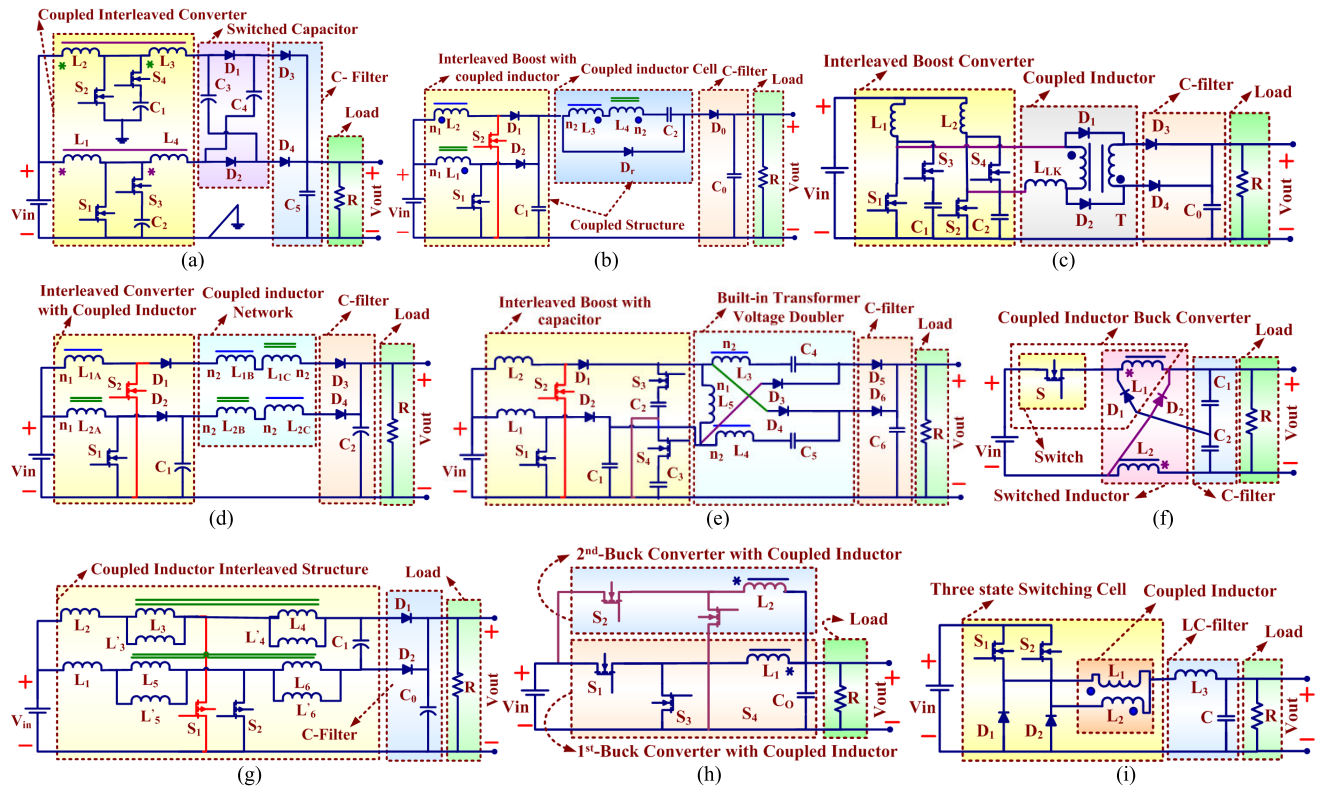 Coupled Interleaved Converter
Switched Capacitor
L2
L3
S4
S2
C1
D1
C3
C4
D3
C- Filter
Load
L1
L4
S3
S1
C2
D2
D4
C5
R
+
Vin
−
+
Vout
−
(a)
Interleaved Boost with
coupled inductor
Coupled inductor Cell
C-filter
Load
n1
L2
D1
S2
D2
n1
L1
S1
C1
n2
L3
L4
n2
C2
Dr
D0
C0
R
+
Vin
−
+
Vout
−
Coupled Structure
(b)
Interleaved Boost Converter
Coupled Inductor
C-filter
Load
L1
L2
S3
S4
S1
C1
S2
C2
LLK
D1
D2
T
D3
D4
C0
R
+
Vin
−
+
Vout
−
(c)
Interleaved Converter
with Coupled Inductor
Coupled inductor
Network
C-filter
Load
n1
L1A
S2
D1
D2
n1
L2A
S1
C1
n2
L1B
L1C
n2
n2
L2B
n2
L2C
D3
D4
C2
R
+
Vin
−
+
Vout
−
(d)
Interleaved Boost with
capacitor
Built-in Transformer
Voltage Doubler
C-filter
Load
L2
S2
D1
D2
S3
C2
L1
S1
C1
S4
C3
n2
L3
C4
n1
L5
D3
D4
n2
L4
C5
D5
D6
C6
R
+
Vin
−
+
Vout
−
(e)
Coupled Inductor Buck Converter
Load
S
*
L1
D1
D2
C1
C2
L2
*
R
+
Vin
−
+
Vout
−
Switch
Switched Inductor
C-filter
(f)
Coupled Inductor Interleaved Structure
Load
L2
L3
L'3
L4
L'4
C1
D1
L1
L5
L'5
L6
L'6
D2
S1
S2
C0
R
+
Vin
−
+
Vout
−
C-Filter
(g)
2nd-Buck Converter with Coupled Inductor
S2
*
L2
Load
S1
L1
*
S3
S4
CO
R
+
Vin
−
+
Vout
−
1st-Buck Converter with Coupled Inductor
(h)
Three state Switching Cell
Coupled Inductor
LC-filter
Load
S1
S2
L1
L2
L3
D1
D2
C
R
+
Vin
−
+
Vout
−
(i)